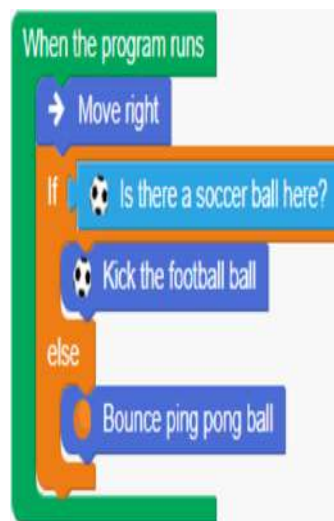 When the program runs
Move right
If Is there a soccer ball here?
Kick the football ball
else
Bounce ping pong ball